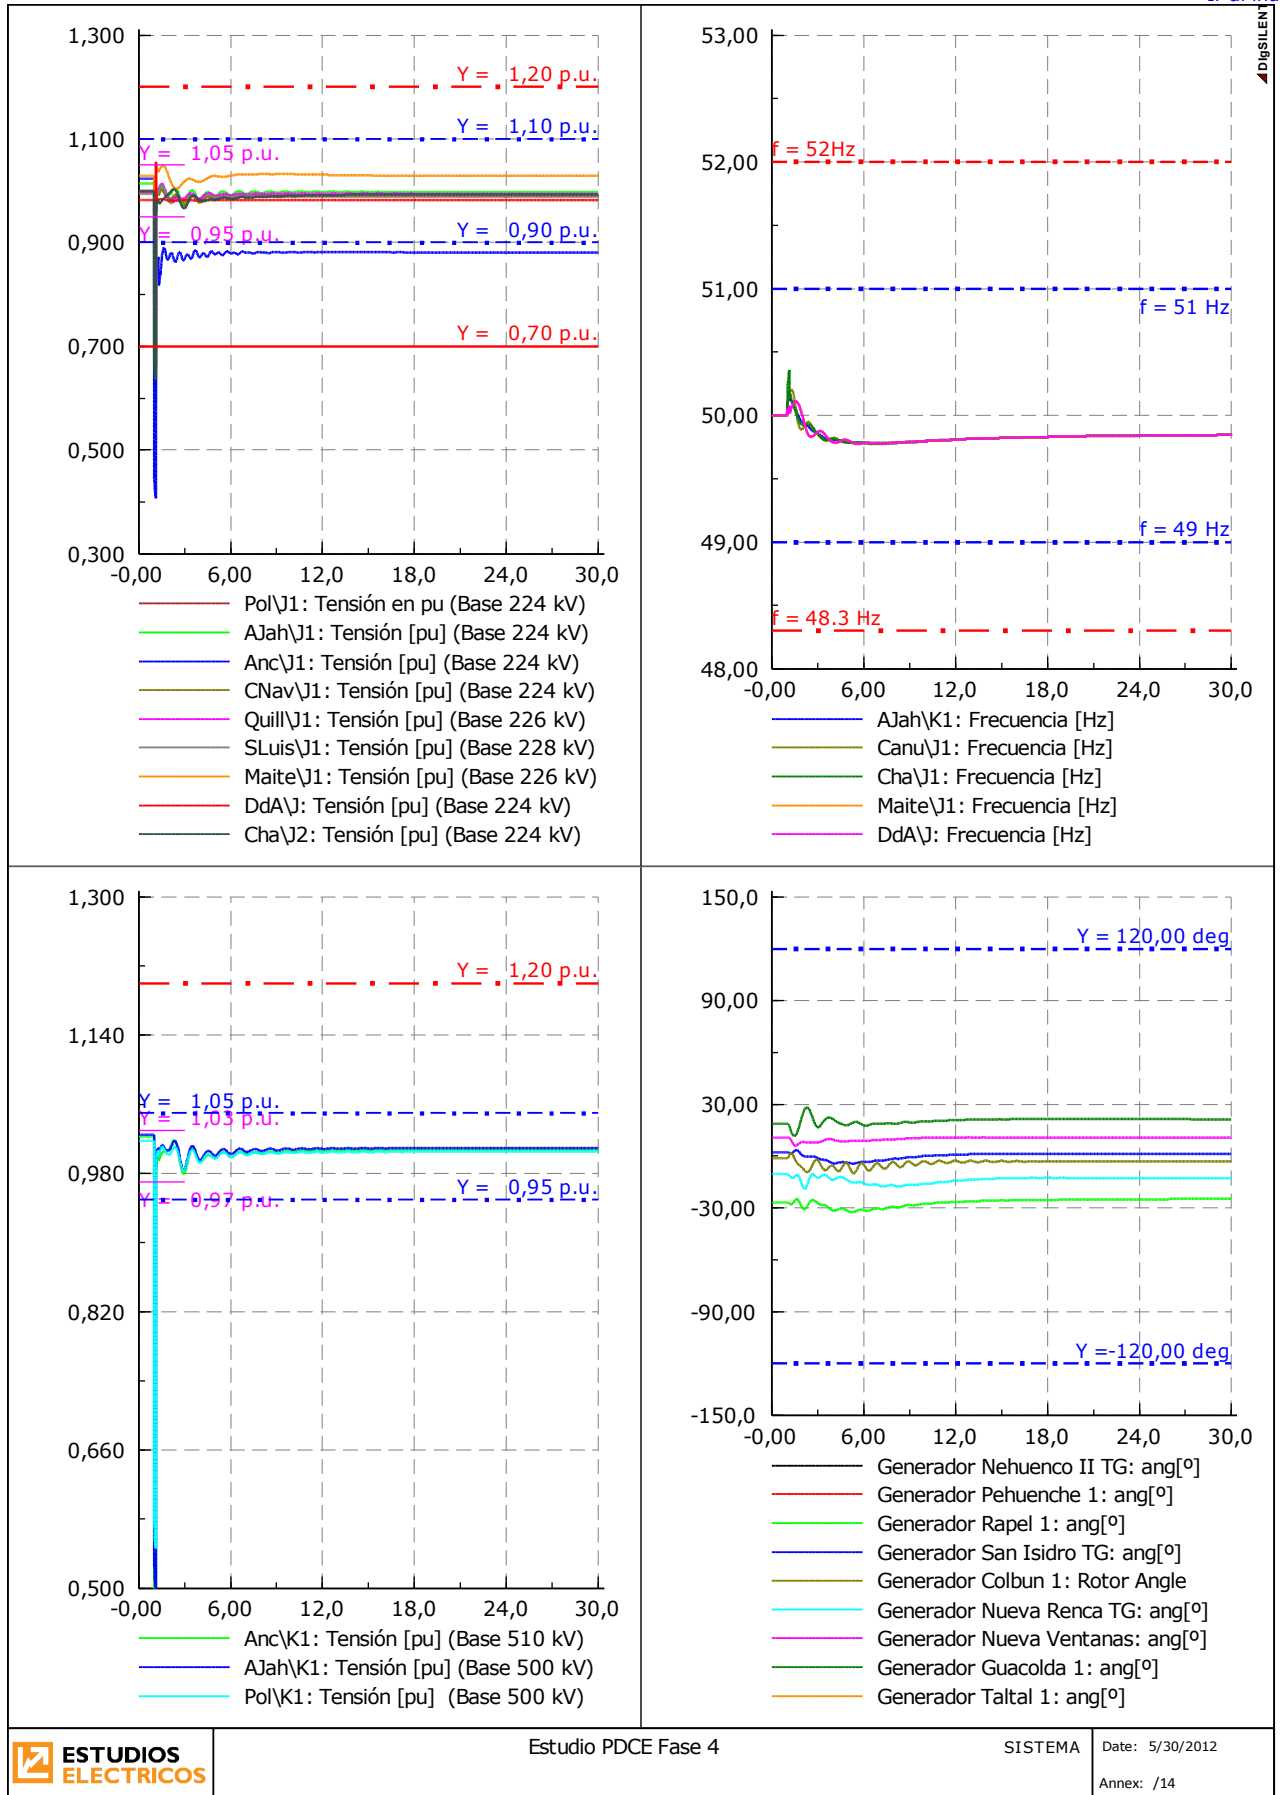 DIgSILENT
1,300
1,100
0,900
0,700
0,500
0,300
-0,00 6,00 12,0 18,0 24,0 30,0
Y = 1,20 p.u.
Y = 1,10 p.u.
Y = 1,05 p.u.
Y = 0,95 p.u.
Y = 0,90 p.u.
Y = 0,70 p.u.
Pol\J1: Tensión en pu (Base 224 kV)
AJah\J1: Tensión [pu] (Base 224 kV)
Anc\J1: Tensión [pu] (Base 224 kV)
CNav\J1: Tensión [pu] (Base 224 kV)
Quill\J1: Tensión [pu] (Base 226 kV)
SLuis\J1: Tensión [pu] (Base 228 kV)
Maite\J1: Tensión [pu] (Base 226 kV)
DdA\J: Tensión [pu] (Base 224 kV)
Cha\J2: Tensión [pu] (Base 224 kV)
53,00
52,00
51,00
50,00
49,00
48,00
-0,00 6,00 12,0 18,0 24,0 30,0
f = 52Hz
f = 51 Hz
f = 49 Hz
f = 48.3 Hz
AJah\K1: Frecuencia [Hz]
Canu\J1: Frecuencia [Hz]
Cha\J1: Frecuencia [Hz]
Maite\J1: Frecuencia [Hz]
DdA\J: Frecuencia [Hz]
1,300
1,140
0,980
0,820
0,660
0,500
-0,00 6,00 12,0 18,0 24,0 30,0
Y = 1,20 p.u.
Y = 1,05 p.u.
Y = 1,03 p.u.
Y = 0,95 p.u.
Y = 0,97 p.u.
Anc\K1: Tensión [pu] (Base 510 kV)
AJah\K1: Tensión [pu] (Base 500 kV)
Pol\K1: Tensión [pu] (Base 500 kV)
150,0
90,00
30,00
-30,00
-90,00
-150,0
-0,00 6,00 12,0 18,0 24,0 30,0
Y = 120,00 deg
Y =-120,00 deg
Generador Nehuenco II TG: ang[º]
Generador Pehuenche 1: ang[º]
Generador Rapel 1: ang[º]
Generador San Isidro TG: ang[º]
Generador Colbun 1: Rotor Angle
Generador Nueva Renca TG: ang[º]
Generador Nueva Ventanas: ang[º]
Generador Guacolda 1: ang[º]
Generador Taltal 1: ang[º]
ESTUDIOS
ELECTRICOS
Estudio PDCE Fase 4
SISTEMA
Date: 5/30/2012
Annex: /14